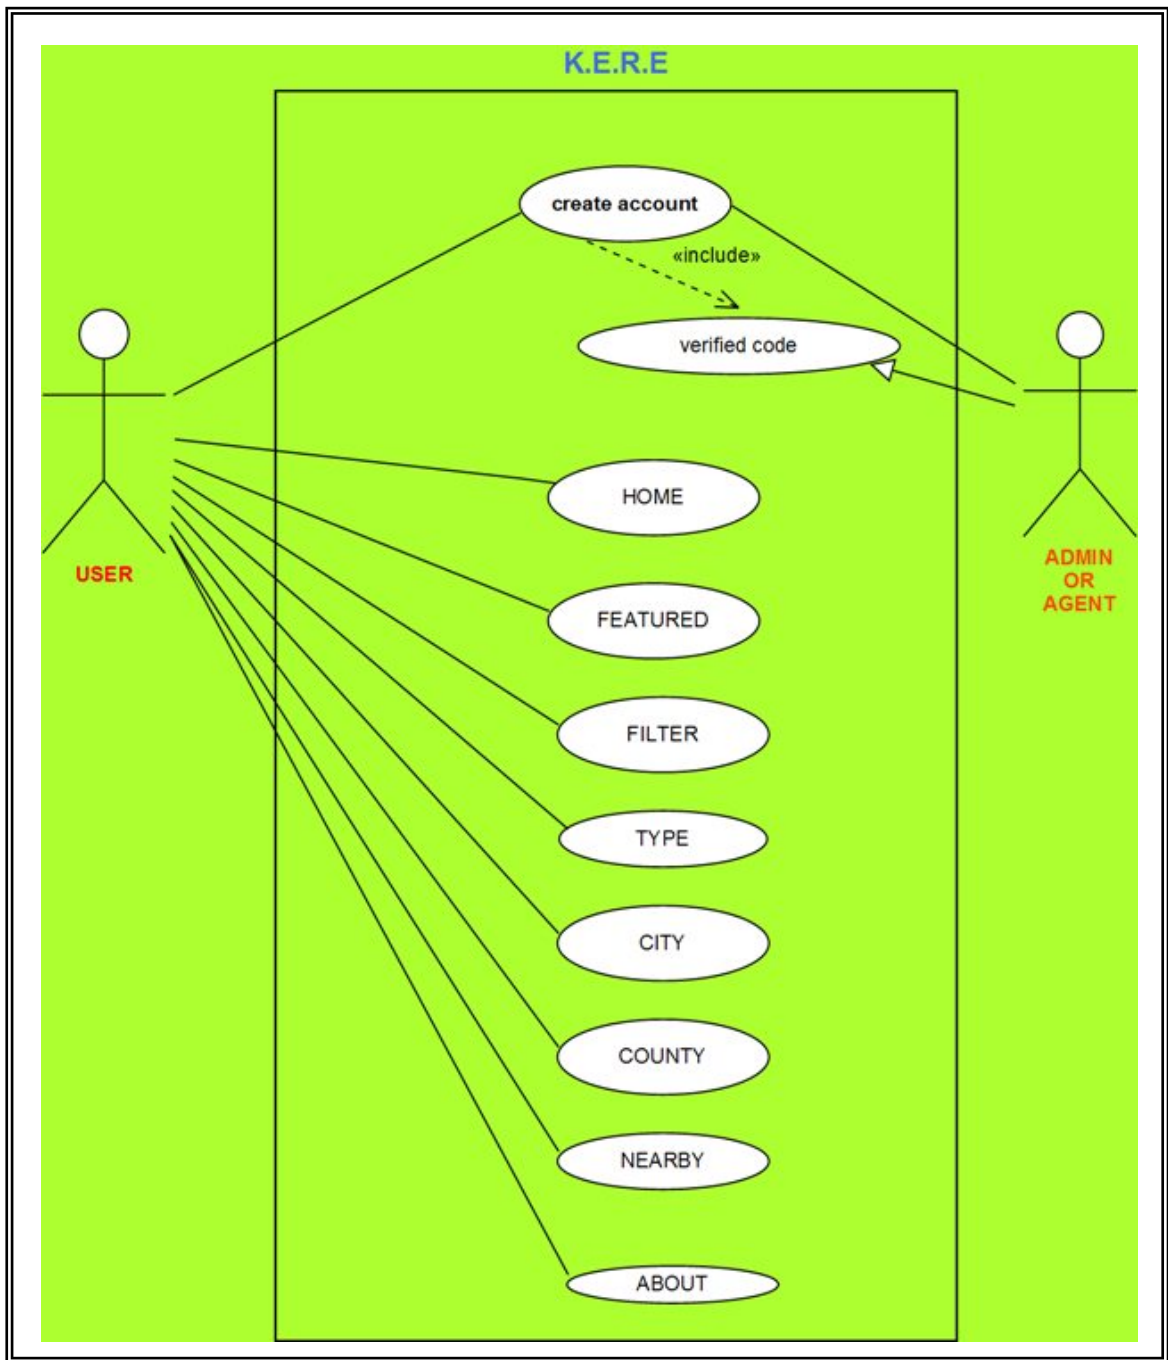 K.E.R.E
create account
«include»
verified code
HOME
FEATURED
FILTER
TYPE
CITY
COUNTY
NEARBY
ABOUT
USER
ADMIN
OR
AGENT